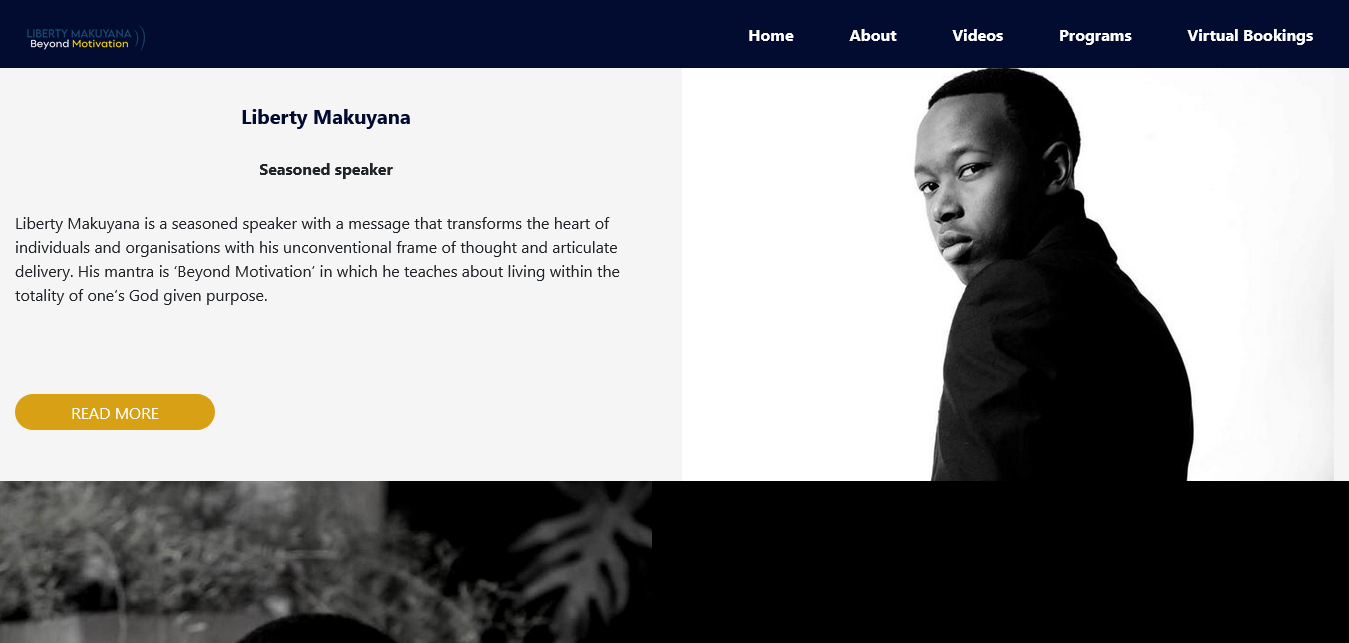 LIBERTY MAKUYANA
Beyond Motivation
Home About Videos Programs Virtual Bookings
Liberty Makuyana
Seasoned speaker
Liberty Makuyana is a seasoned speaker with a message that transforms the heart of
individuals and organisations with his unconventional frame of thought and articulate
delivery. His mantra is ‘Beyond Motivation’ in which he teaches about living within the
totality of one’s God given purpose.
READ MORE